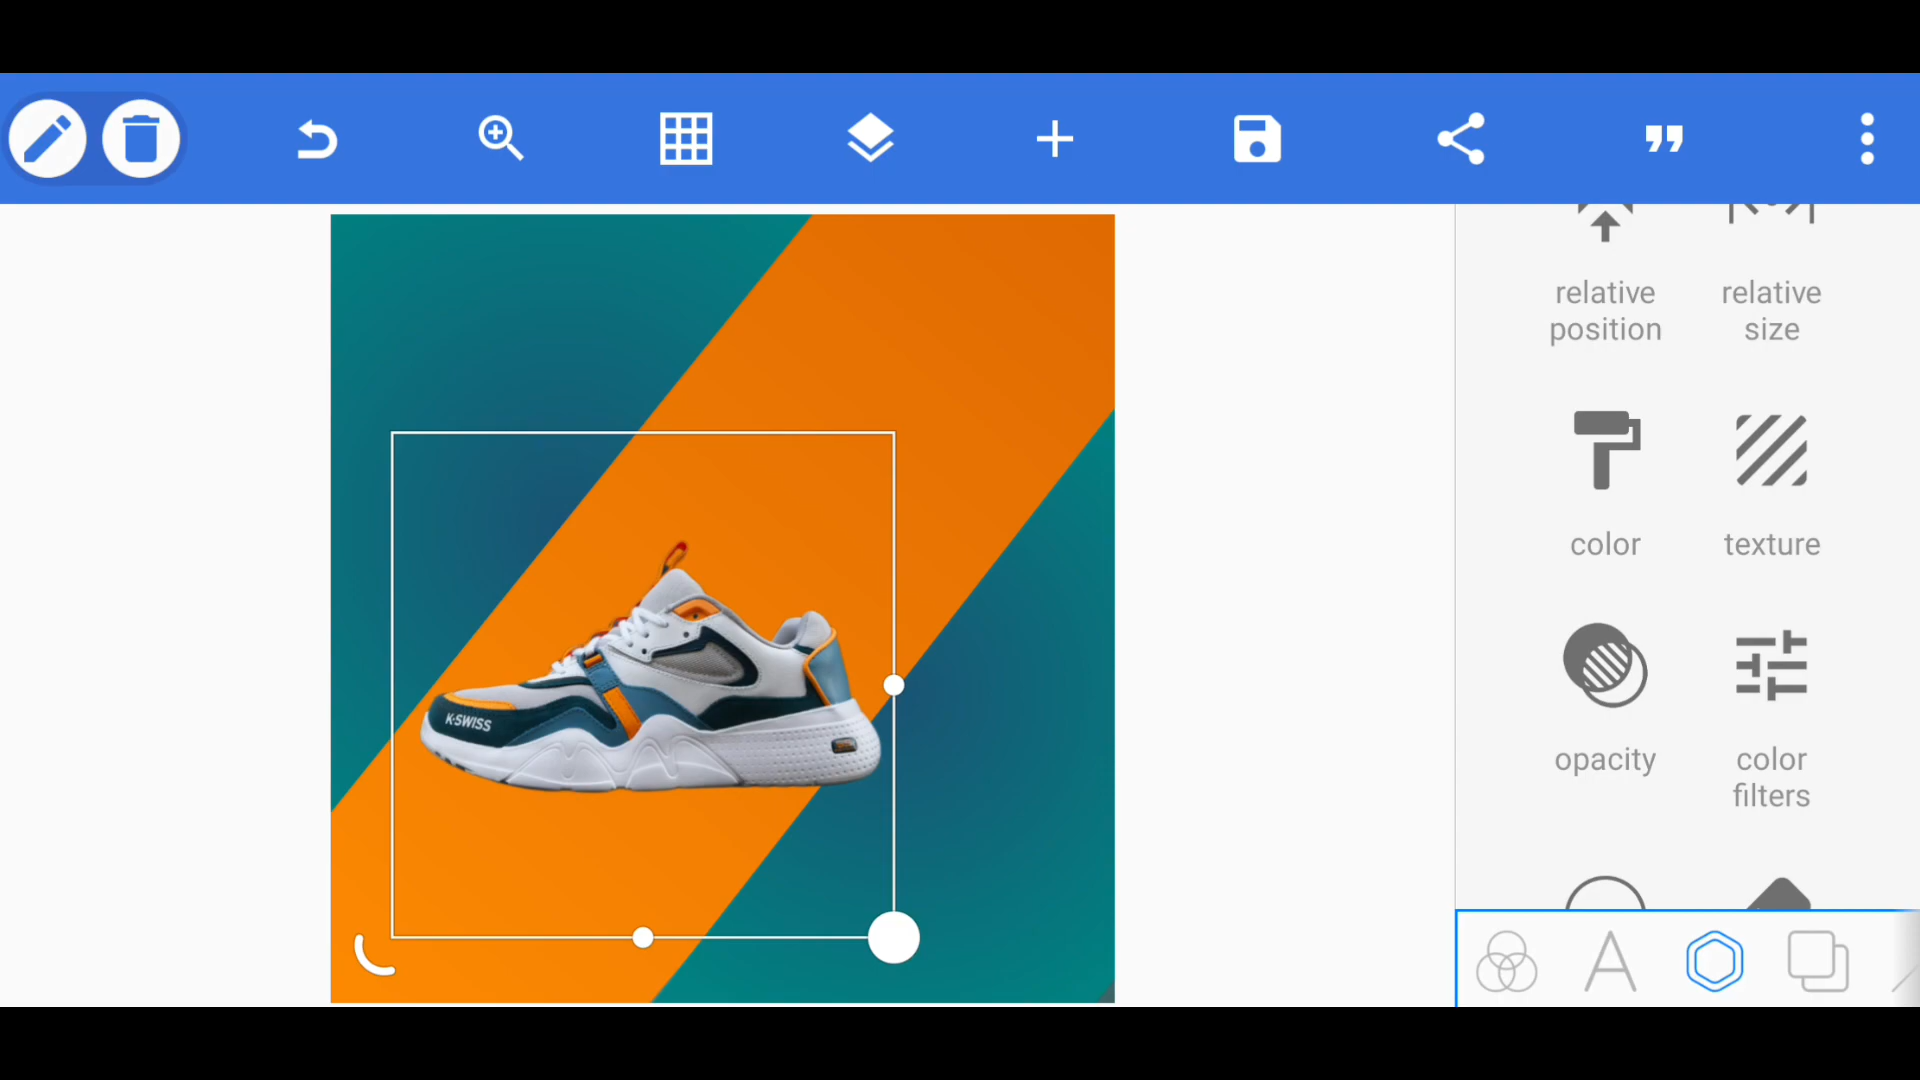 relative
position
relative
size
color
texture
opacity
color
filters
K·SWISS